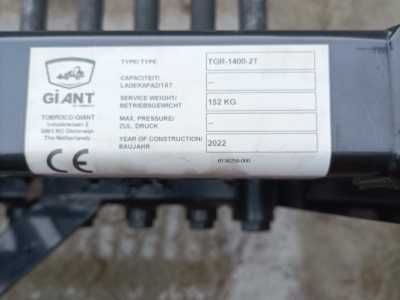 GiANT
TOBROCO-GIANT
Industrielaan 2
5061 KC Oisterwijk
The Netherlands
CE
TYPE/ TYPE
TGR-1400-2T
CAPACITEIT/
LADEKAPAZITÄT
--
SERVICE WEIGHT/
BETRIEBSGEWICHT
152 KG
MAX. PRESSURE/
ZUL. DRUCK
--
YEAR OF CONSTRUCTION/
BAUJAHR
2022